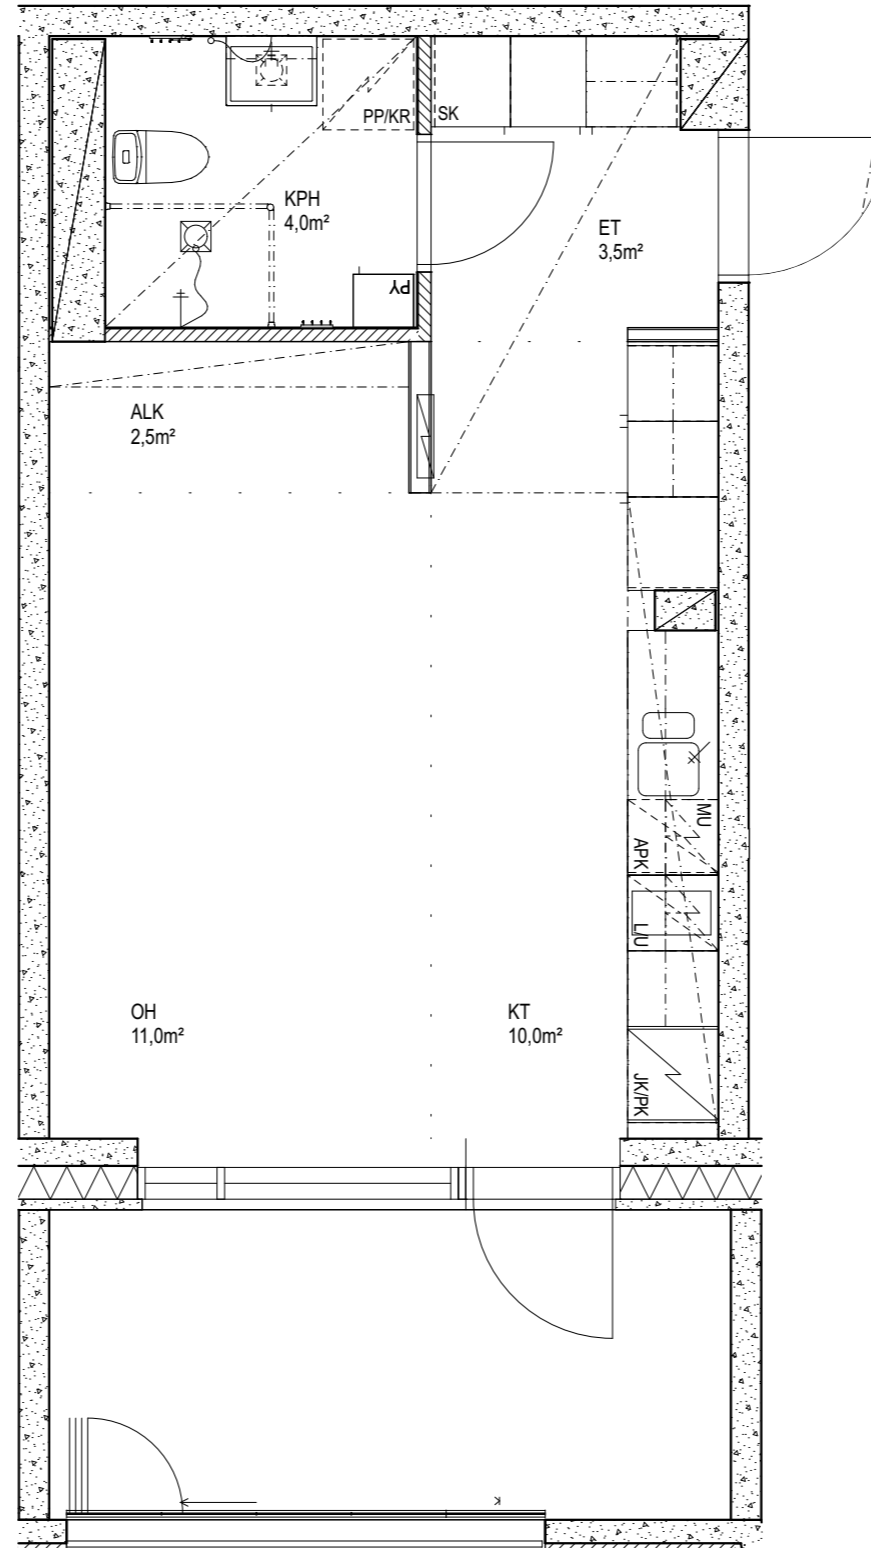 PP/KR
SK
KPH
4,0m²
ET
3,5m²
PY
ALK
2,5m²
MU
APK
L/U
OH
11,0m²
KT
10,0m²
JK/PK
K